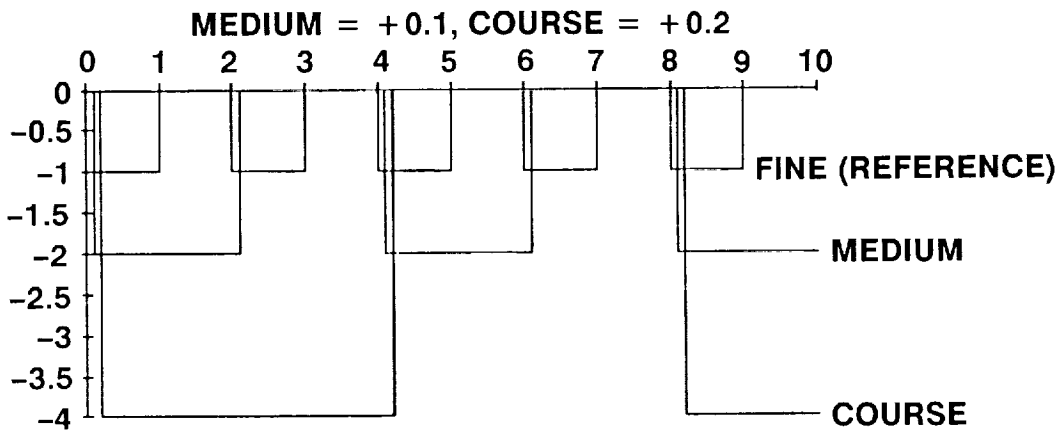 MEDIUM = +0.1, COURSE = +0.2
0 1 2 3 4 5 6 7 8 9 10
0
−0.5
−1
FINE (REFERENCE)
−1.5
−2
MEDIUM
−2.5
−3
−3.5
−4
COURSE